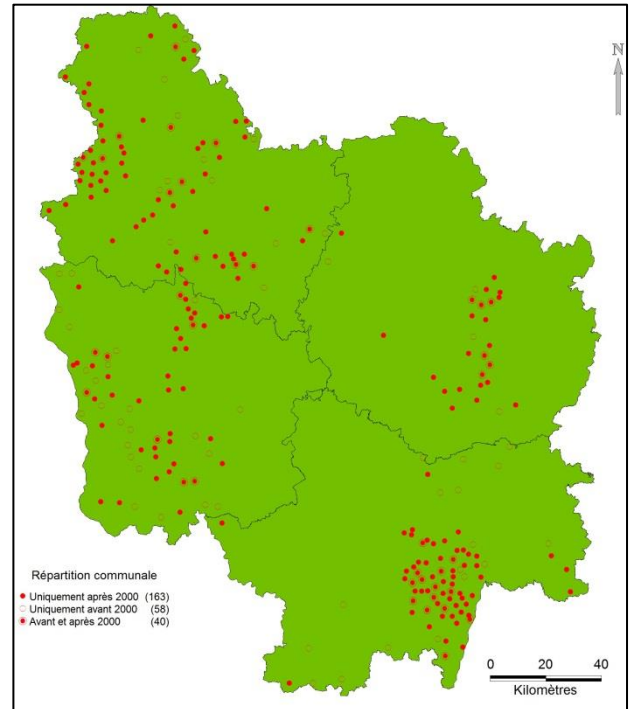 N
Répartition communale
Uniquement après 2000 (163)
Uniquement avant 2000 (58)
Avant et après 2000 (40)
0 20 40
Kilomètres